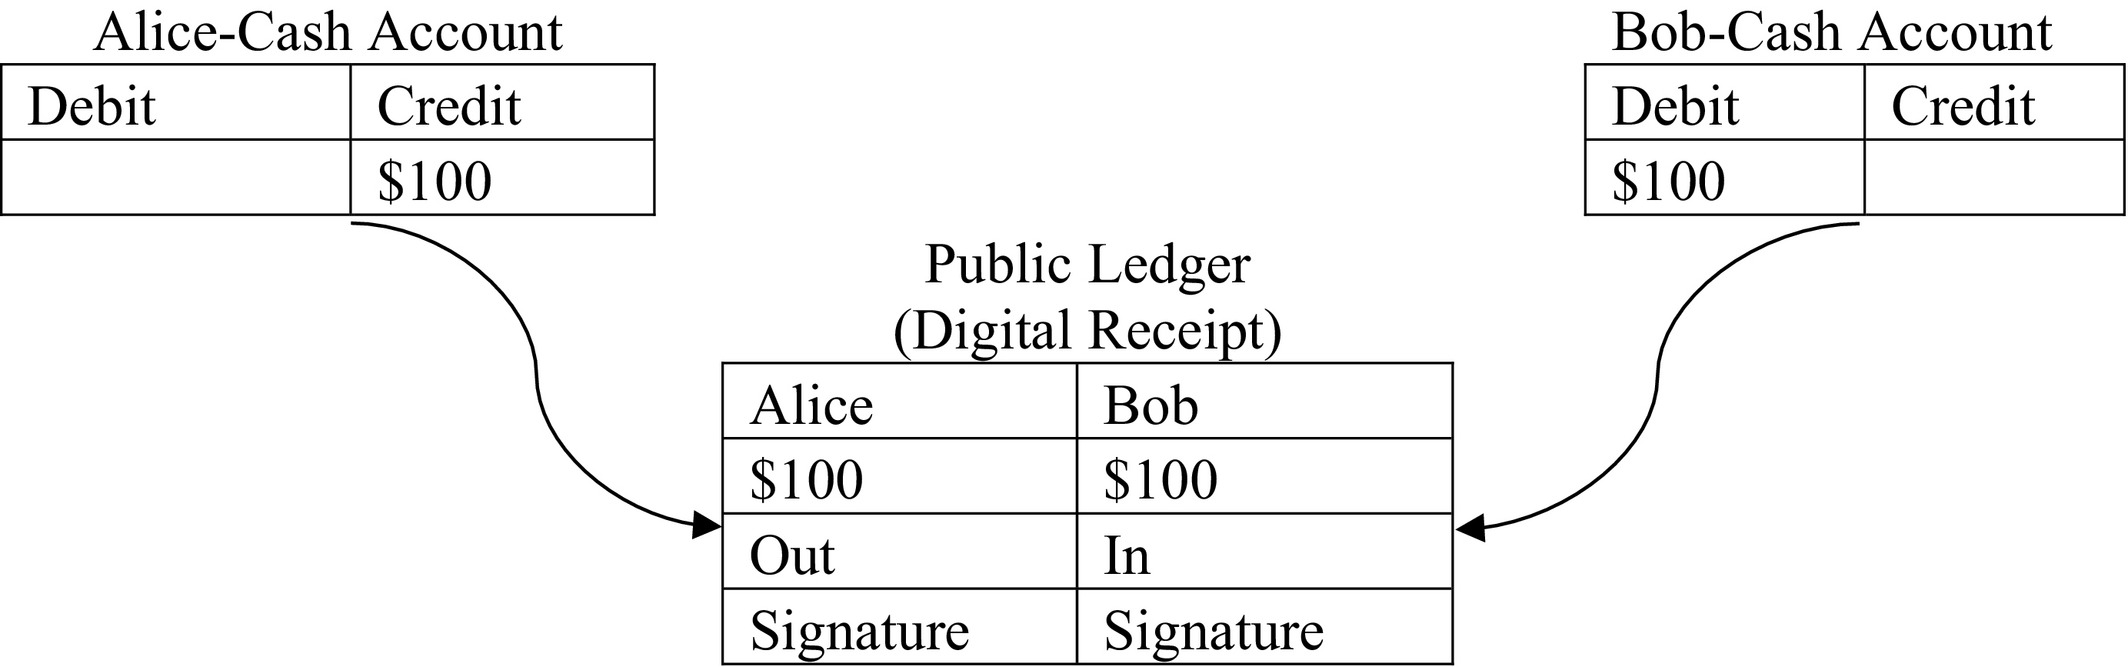 Alice-Cash Account
Debit Credit
$100
Bob-Cash Account
Debit Credit
$100
Public Ledger
(Digital Receipt)
Alice Bob
$100 $100
Out In
Signature Signature